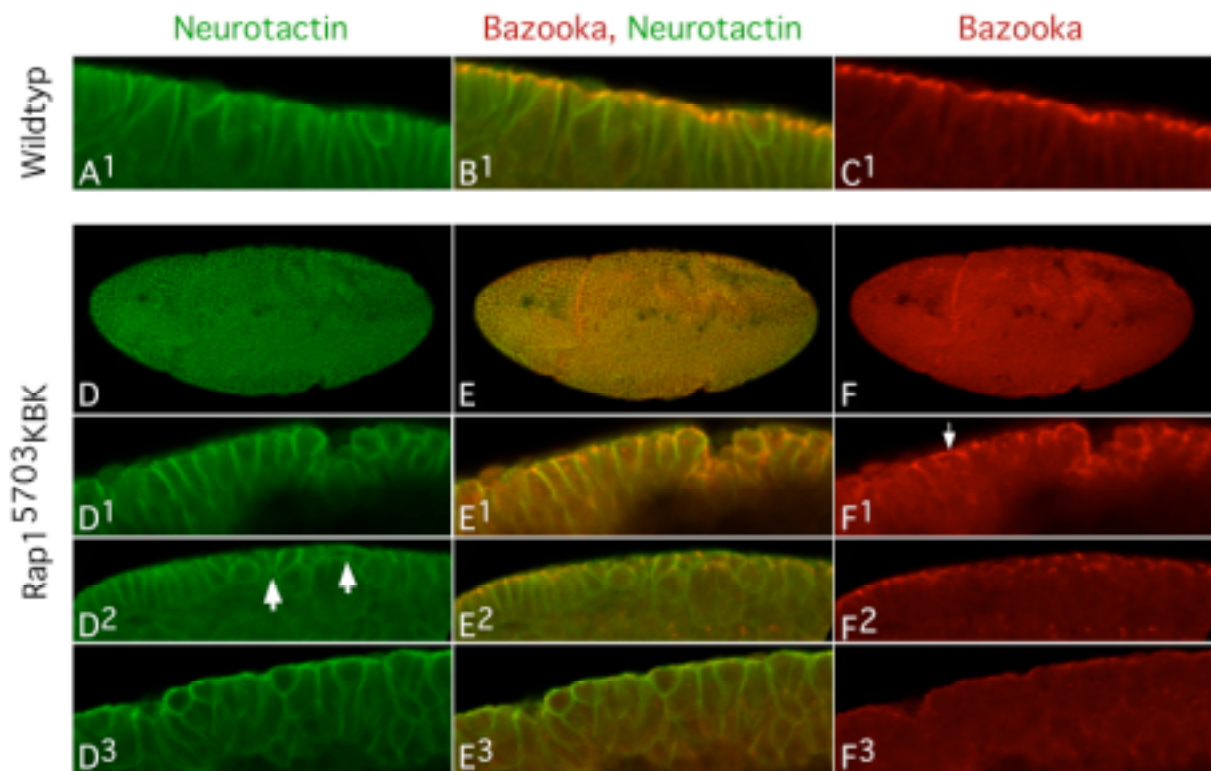 Neurotactin Bazooka, Neurotactin Bazooka
Wildtyp
A1 B1 C1
Rap1 5703KBK
D E F
D1 E1 F1
D2 E2 F2
D3 E3 F3